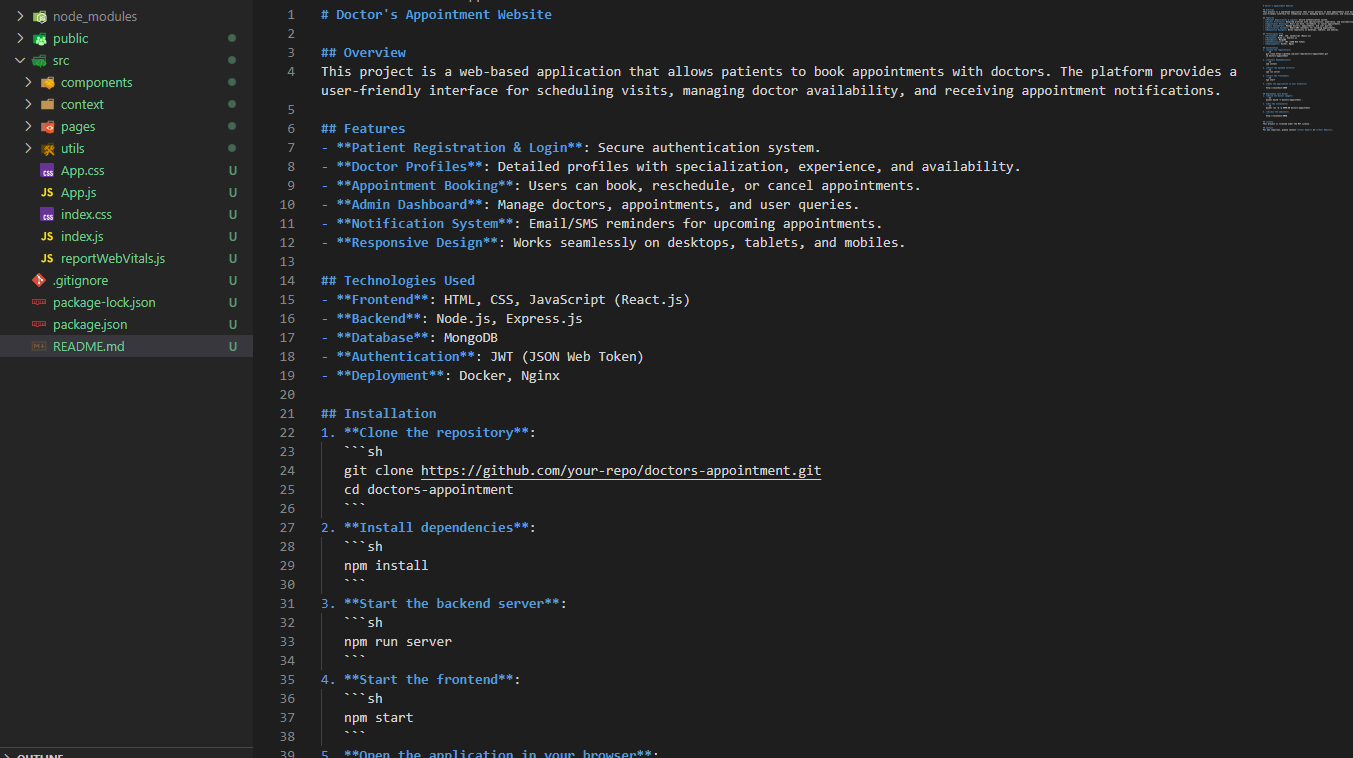 node_modules
public
src
components
context
pages
utils
App.css U
JS App.js U
index.css U
JS index.js U
JS reportWebVitals.js U
.gitignore U
package-lock.json U
package.json U
README.md U
OUTLINE
1 # Doctor's Appointment Website
2
3 ## Overview
4 This project is a web-based application that allows patients to book appointments with doctors. The platform provides a
user-friendly interface for scheduling visits, managing doctor availability, and receiving appointment notifications.
5
6 ## Features
7 - **Patient Registration & Login**: Secure authentication system.
8 - **Doctor Profiles**: Detailed profiles with specialization, experience, and availability.
9 - **Appointment Booking**: Users can book, reschedule, or cancel appointments.
10 - **Admin Dashboard**: Manage doctors, appointments, and user queries.
11 - **Notification System**: Email/SMS reminders for upcoming appointments.
12 - **Responsive Design**: Works seamlessly on desktops, tablets, and mobiles.
13
14 ## Technologies Used
15 - **Frontend**: HTML, CSS, JavaScript (React.js)
16 - **Backend**: Node.js, Express.js
17 - **Database**: MongoDB
18 - **Authentication**: JWT (JSON Web Token)
19 - **Deployment**: Docker, Nginx
20
21 ## Installation
22 1. **Clone the repository**:
23 ```sh
24 git clone https://github.com/your-repo/doctors-appointment.git
25 cd doctors-appointment
26 ```
27 2. **Install dependencies**:
28 ```sh
29 npm install
30 ```
31 3. **Start the backend server**:
32 ```sh
33 npm run server
34 ```
35 4. **Start the frontend**:
36 ```sh
37 npm start
38 ```
39 5. **Open the application in your browser**: